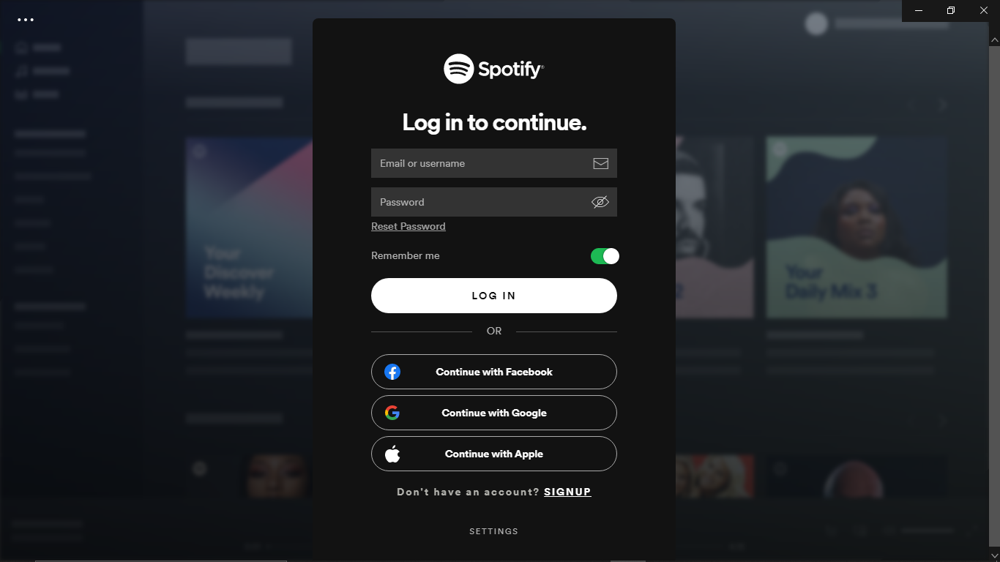 Spotify®
Log in to continue.
Email or username
Password
Reset Password
Remember me
LOG IN
OR
Continue with Facebook
Continue with Google
Continue with Apple
Don't have an account? SIGNUP
SETTINGS
Your
Discover
Weekly
2
Your
Daily Mix 3